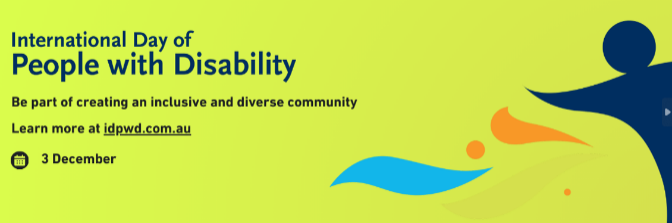 International Day of
People with Disability
Be part of creating an inclusive and diverse community
Learn more at idpwd.com.au
3 December